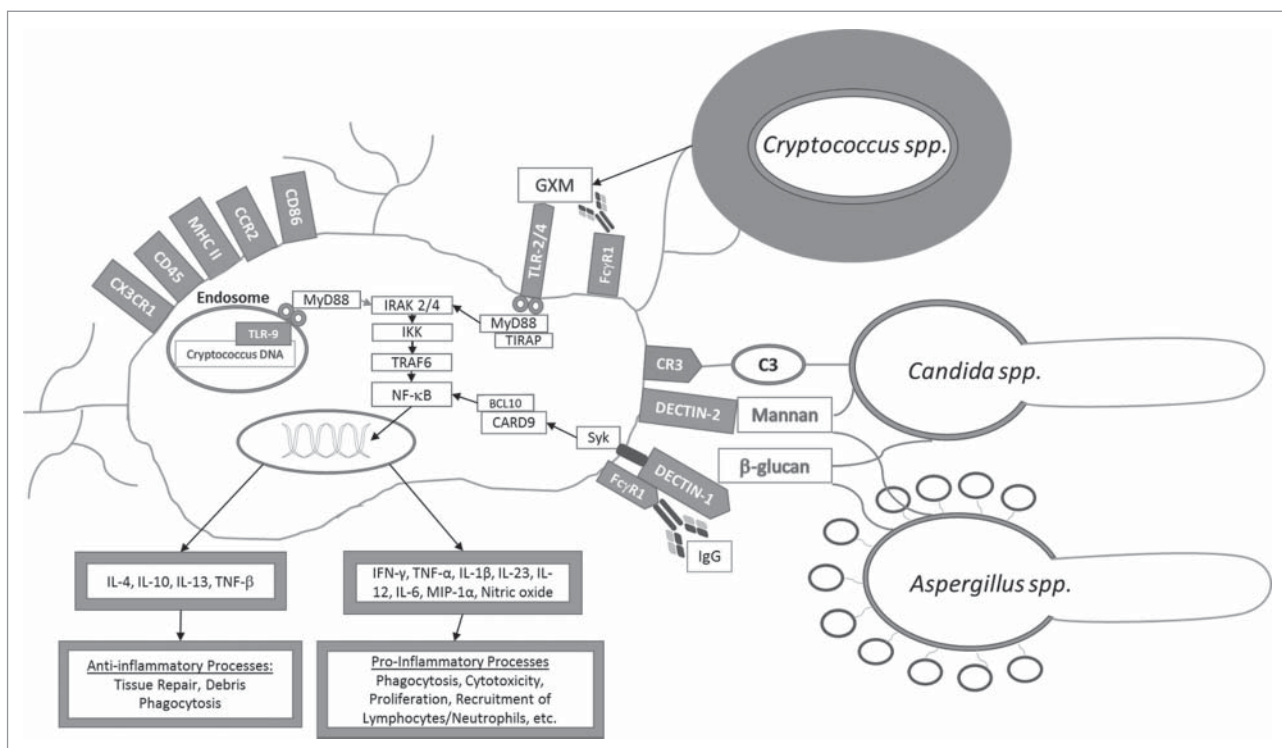 Cryptococcus spp.
GXM
CD86
CCR2
MHC II
CD45
CX3CR1
TLR-2/4
FcγR1
Endosome
MyD88
IRAK 2/4
MyD88
TIRAP
TLR-9
Cryptococcus DNA
IKK
TRAF6
NF-κB
BCL10
CARD9
Syk
CR3
C3
Candida spp.
DECTIN-2
Mannan
β-glucan
DECTIN-1
FcγR1
IgG
Aspergillus spp.
IL-4, IL-10, IL-13, TNF-β
IFN-γ, TNF-α, IL-1β, IL-23, IL-
12, IL-6, MIP-1α, Nitric oxide
Anti-inflammatory Processes:
Tissue Repair, Debris
Phagocytosis
Pro-Inflammatory Processes
Phagocytosis, Cytotoxicity,
Proliferation, Recruitment of
Lymphocytes/Neutrophils, etc.